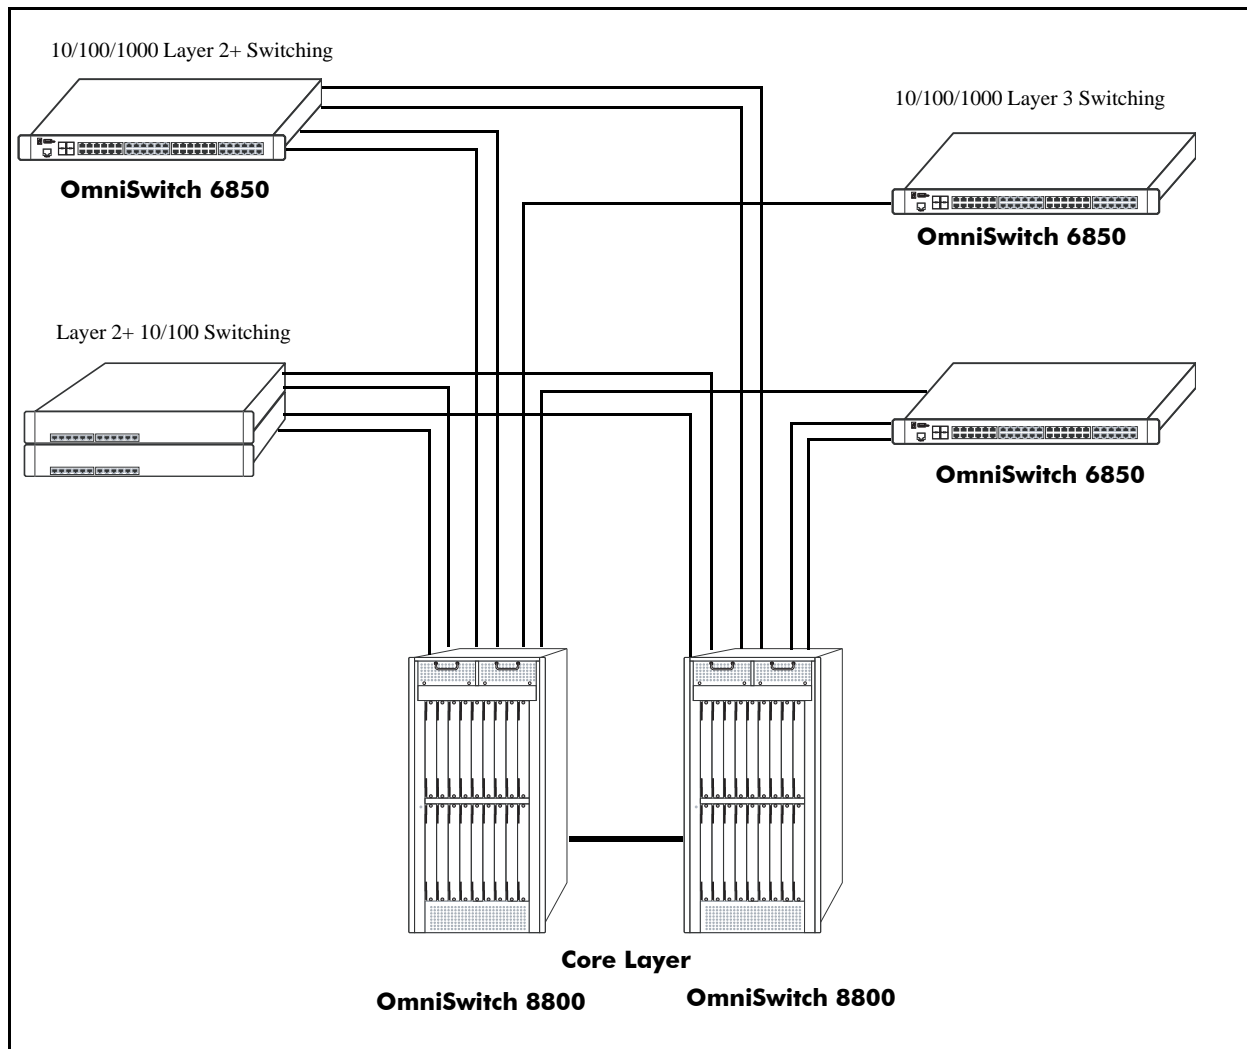 10/100/1000 Layer 2+ Switching
OmniSwitch 6850
10/100/1000 Layer 3 Switching
OmniSwitch 6850
Layer 2+ 10/100 Switching
OmniSwitch 6850
Core Layer
OmniSwitch 8800
OmniSwitch 8800